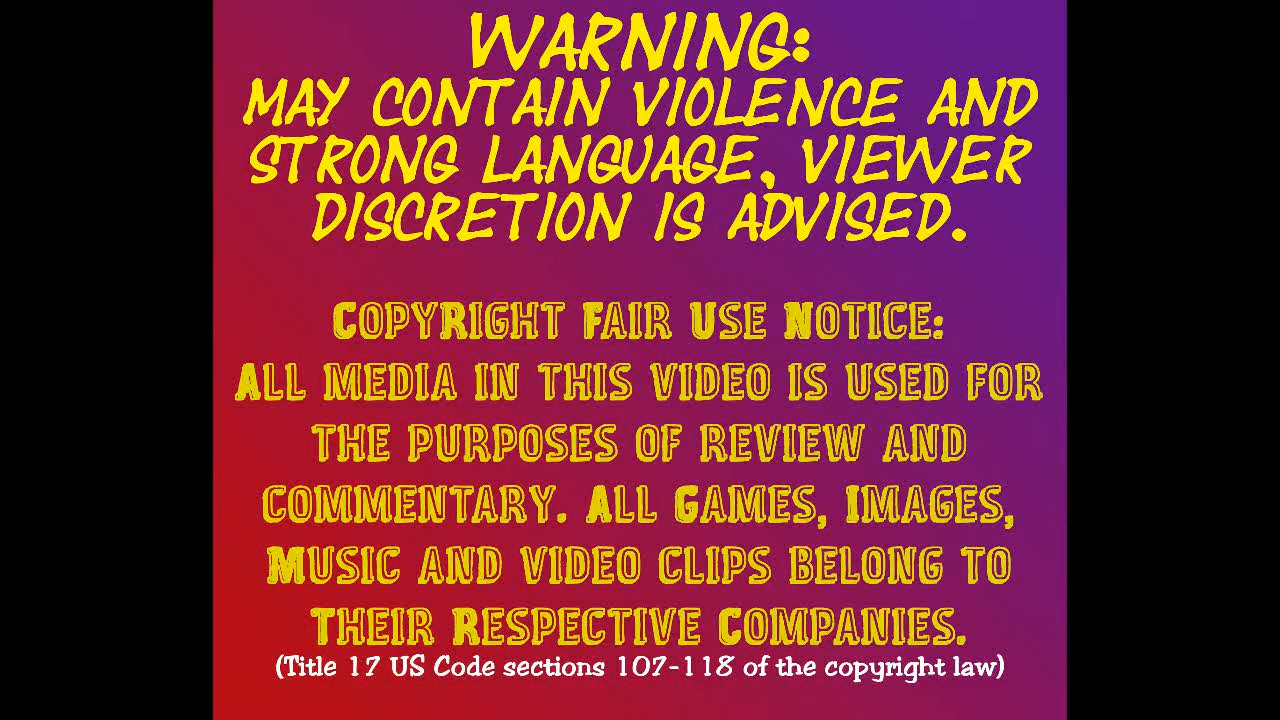 WARNING:
MAY CONTAIN VIOLENCE AND
STRONG LANGUAGE, VIEWER
DISCRETION IS ADVISED.
COPYRIGHT FAIR USE NOTICE:
ALL MEDIA IN THIS VIDEO IS USED FOR
THE PURPOSES OF REVIEW AND
COMMENTARY. ALL GAMES, IMAGES,
MUSIC AND VIDEO CLIPS BELONG TO
THEIR RESPECTIVE COMPANIES.
(Title 17 US Code sections 107-118 of the copyright law)